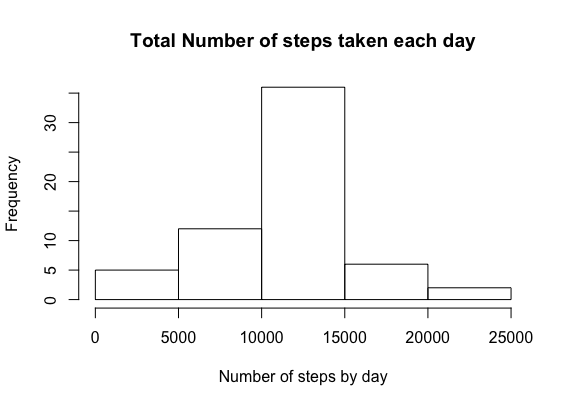 Total Number of steps taken each day
Frequency
30
20
10
5
0
0 5000 10000 15000 20000 25000
Number of steps by day